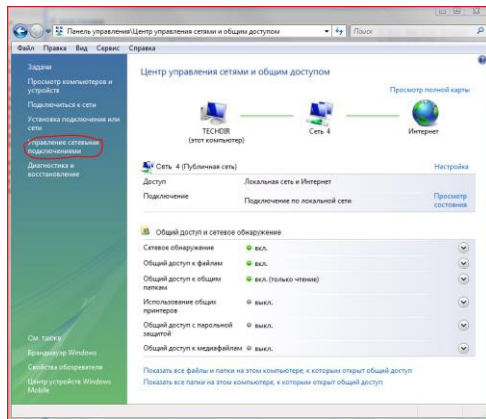 Панель управления\Центр управления сетями и общим доступом
Поиск
Файл Правка Вид Сервис Справка
Задачи
Просмотр компьютеров и
устройств
Подключиться к сети
Установка подключения или
сети
Управление сетевыми
подключениями
Диагностика и
восстановление
См. также
Брандмауэр Windows
Свойства обозревателя
Центр устройств Windows
Mobile
Центр управления сетями и общим доступом
Просмотр полной карты
TECHDIR
(этот компьютер)
Сеть 4
Интернет
Сеть 4 (Публичная сеть)
Настройка
Доступ
Локальная сеть и Интернет
Подключение
Подключение по локальной сети
Просмотр
состояния
Общий доступ и сетевое обнаружение
Сетевое обнаружение вкл.
Общий доступ к файлам вкл.
Общий доступ к общим
папкам
вкл. (только чтение)
Использование общих
принтеров
выкл.
Общий доступ с парольной
защитой
выкл.
Общий доступ к медиафайлам выкл.
Показать все файлы и папки на этом компьютере, к которым открыт общий доступ
Показать все папки на этом компьютере, к которым открыт общий доступ